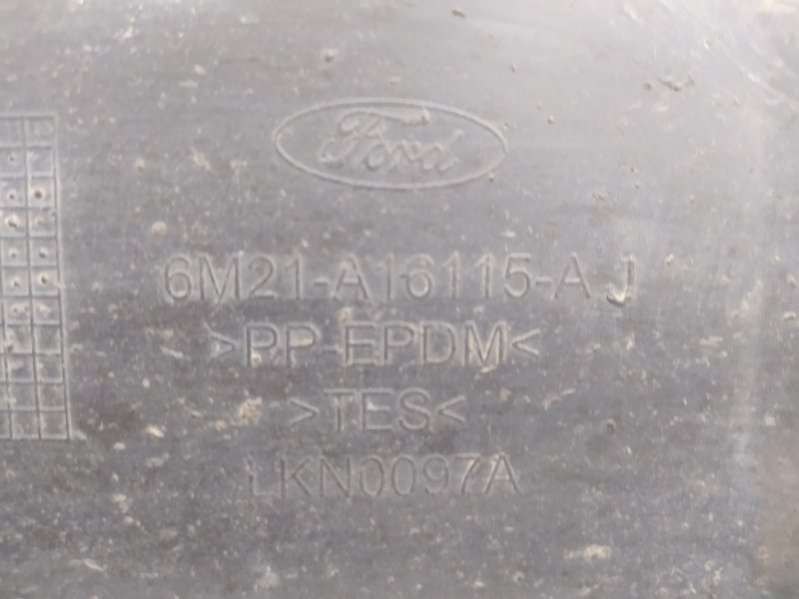 Ford
6M21-A16115-A J
>PP-EPDM<
>TES<
LKN0097A